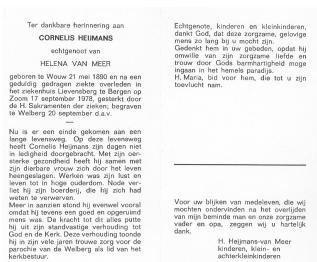 Ter dankbare herinnering aan
CORNELIS HEIJMANS
echtgenoot van
HELENA VAN MEER
geboren te Wouw 21 mei 1890 en na een
geduldig gedragen ziekte overleden in
het ziekenhuis Lievensberg te Bergen op
Zoom 17 september 1978, gesterkt door
de H. Sakramenten der zieken; begraven
te Welberg 20 september d.a.v.
Nu is er een einde gekomen aan een
lange levensweg. Op deze levensweg
heeft Cornelis Heijmans zijn dagen niet
in ledigheid doorgebracht. Met zijn oer-
sterke gezondheid heeft hij samen met
zijn dierbare vrouw zich door het leven
heengeslagen. Werken was zijn lust en
leven tot in hoge ouderdom. Node ver-
liet hij zijn boerderij, die hij zich had
weten te verwerven.
Meer in aanzien stond hij evenwel vooral
omdat hij tevens een goed en opgeruimd
mens was. De kracht tot dit alles putte
hij uit zijn standvastige verhouding tot
God en de Kerk. Deze verhouding toonde
hij in zijn vele jaren trouwe zorg voor de
parochie van de Welberg als lid van het
kerkbestuur.
Echtgenote, kinderen en kleinkinderen,
dankt God, dat deze zorgzame, gelovige
mens zo lang bij u mocht zijn.
Gedenkt hem in uw gebeden, opdat hij
omwille van zijn zorgzame liefde en
trouw door Gods barmhartigheid moge
ingaan in het hemels paradijs.
H. Maria, bid voor hem, die tot u zijn
toevlucht nam.
Voor uw blijken van medeleven, die wij
mochten ondervinden na het overlijden
van mijn beminde man en onze zorgzame
vader en opa, zeggen wij u hartelijk
dank.
H. Heijmans-van Meer
kinderen, klein- en
achterkleinkinderen